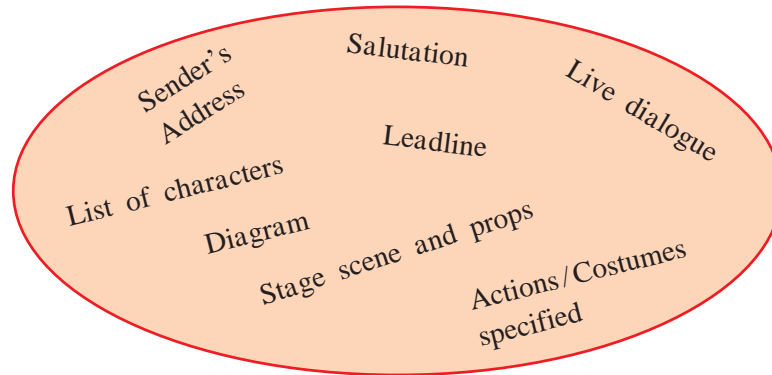 Sender's
Address
Salutation
Live dialogue
Leadline
List of characters
Diagram
Stage scene and props
Actions/Costumes
specified